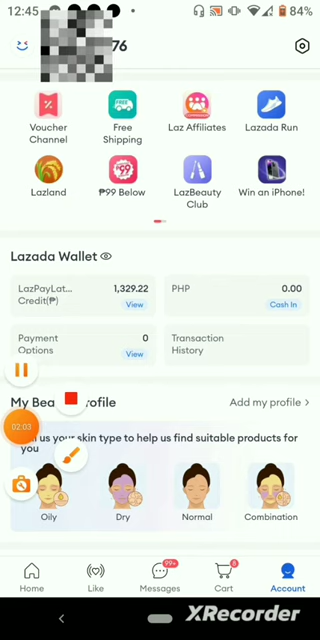 12:45
84%
76
Voucher Channel
Free Shipping
Laz Affiliates
Lazada Run
₱99
Lazland
₱99 Below
LazBeauty Club
Win an iPhone!
Lazada Wallet
LazPayLat... Credit(₱)
1,329.22
View
PHP
0.00
Cash In
Payment Options
0
View
Transaction History
My Bea
rofile
Add my profile >
us your skin type to help us find suitable products for
you
02:03
Oily
Dry
Normal
Combination
99+
6
Home
Like
Messages
Cart
Account
XRecorder